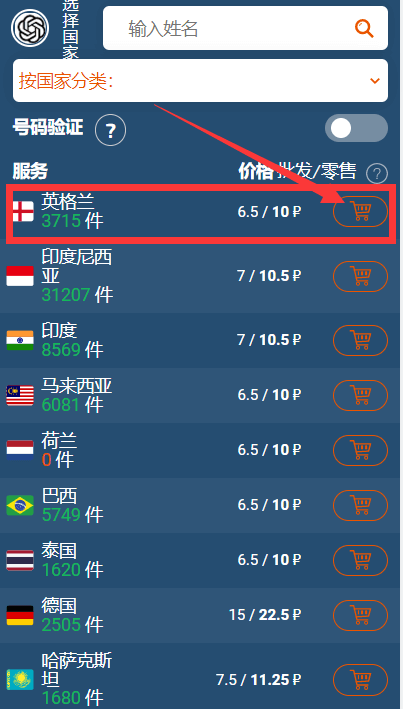 选择国家
输入姓名
按国家分类：
号码验证 ?
服务 价格 批发/零售 ?
英格兰
3715 件
6.5 / 10 ₽
印度尼西亚
31207 件
7 / 10.5 ₽
印度
8569 件
7 / 10.5 ₽
马来西亚
6081 件
6.5 / 10 ₽
荷兰
0 件
6.5 / 10 ₽
巴西
5749 件
6.5 / 10 ₽
泰国
1620 件
6.5 / 10 ₽
德国
2505 件
15 / 22.5 ₽
哈萨克斯坦
1680 件
7.5 / 11.25 ₽